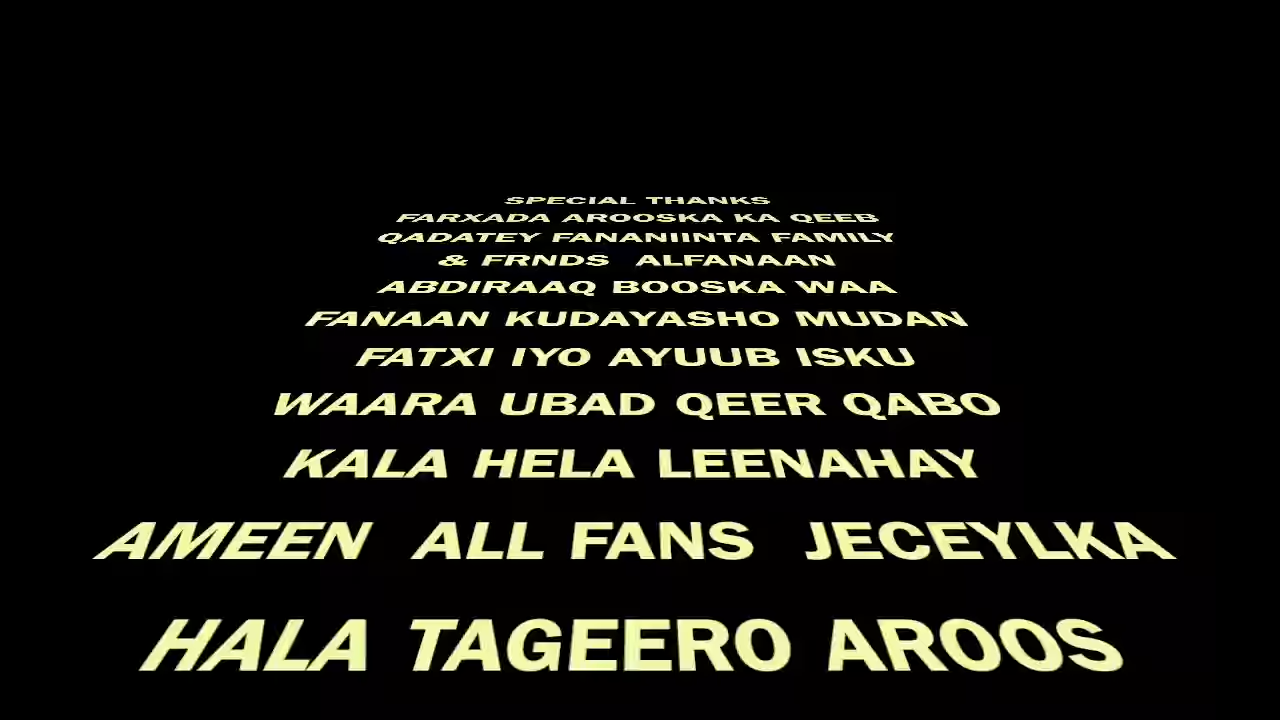 SPECIAL THANKS
FARXADA AROOSKA KA QEEB
QADATEY FANANIINTA FAMILY
& FRNDS ALFANAAN
ABDIRAAQ BOOSKA WAA
FANAAN KUDAYASHO MUDAN
FATXI IYO AYUUB ISKU
WAARA UBAD QEER QABO
KALA HELA LEENAHAY
AMEEN ALL FANS JECEYLKA
HALA TAGEERO AROOS